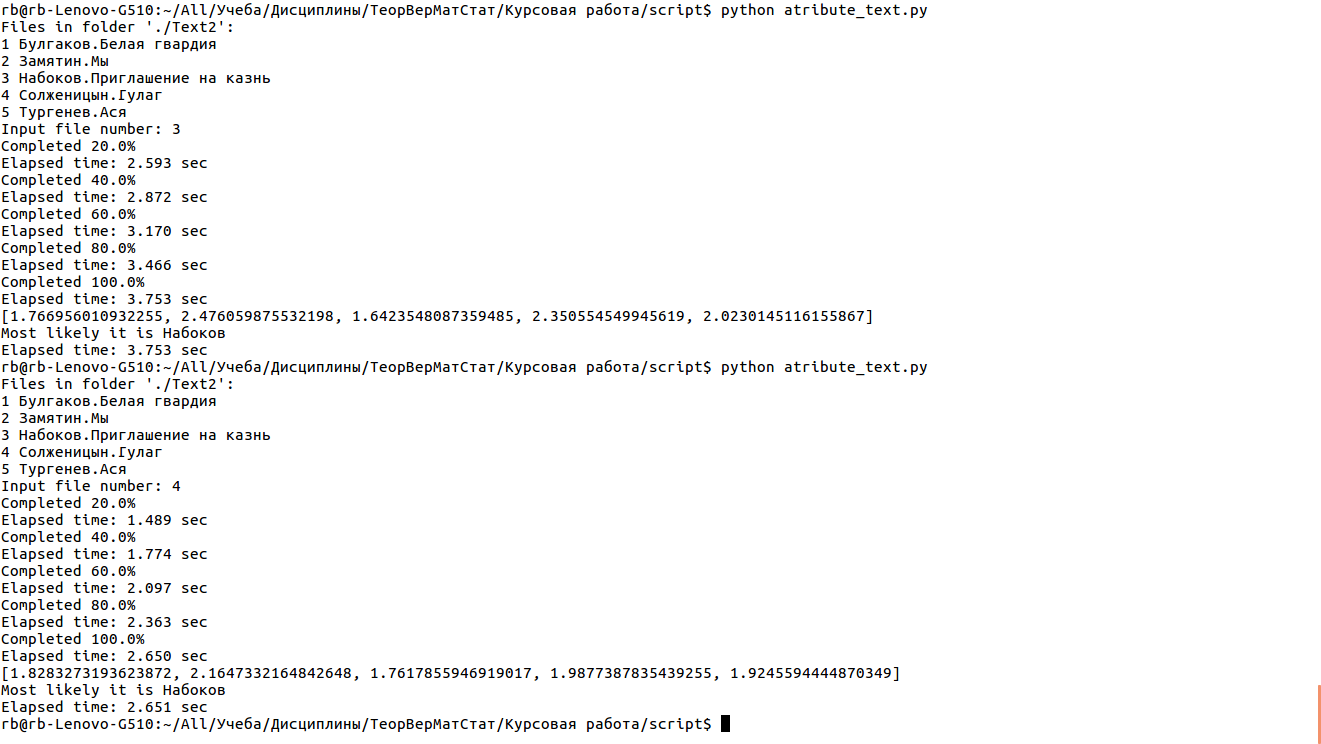 rb@rb-Lenovo-G510:~/All/Учеба/Дисциплины/ТеорВерМатСтат/Курсовая работа/script$ python atribute_text.py
Files in folder './Text2':
1 Булгаков.Белая гвардия
2 Замятин.Мы
3 Набоков.Приглашение на казнь
4 Солженицын.Гулаг
5 Тургенев.Ася
Input file number: 3
Completed 20.0%
Elapsed time: 2.593 sec
Completed 40.0%
Elapsed time: 2.872 sec
Completed 60.0%
Elapsed time: 3.170 sec
Completed 80.0%
Elapsed time: 3.466 sec
Completed 100.0%
Elapsed time: 3.753 sec
[1.766956010932255, 2.476059875532198, 1.6423548087359485, 2.350554549945619, 2.0230145116155867]
Most likely it is Набоков
Elapsed time: 3.753 sec
rb@rb-Lenovo-G510:~/All/Учеба/Дисциплины/ТеорВерМатСтат/Курсовая работа/script$ python atribute_text.py
Files in folder './Text2':
1 Булгаков.Белая гвардия
2 Замятин.Мы
3 Набоков.Приглашение на казнь
4 Солженицын.Гулаг
5 Тургенев.Ася
Input file number: 4
Completed 20.0%
Elapsed time: 1.489 sec
Completed 40.0%
Elapsed time: 1.774 sec
Completed 60.0%
Elapsed time: 2.097 sec
Completed 80.0%
Elapsed time: 2.363 sec
Completed 100.0%
Elapsed time: 2.650 sec
[1.8283273193623872, 2.1647332164842648, 1.7617855946919017, 1.9877387835439255, 1.9245594444870349]
Most likely it is Набоков
Elapsed time: 2.651 sec
rb@rb-Lenovo-G510:~/All/Учеба/Дисциплины/ТеорВерМатСтат/Курсовая работа/script$